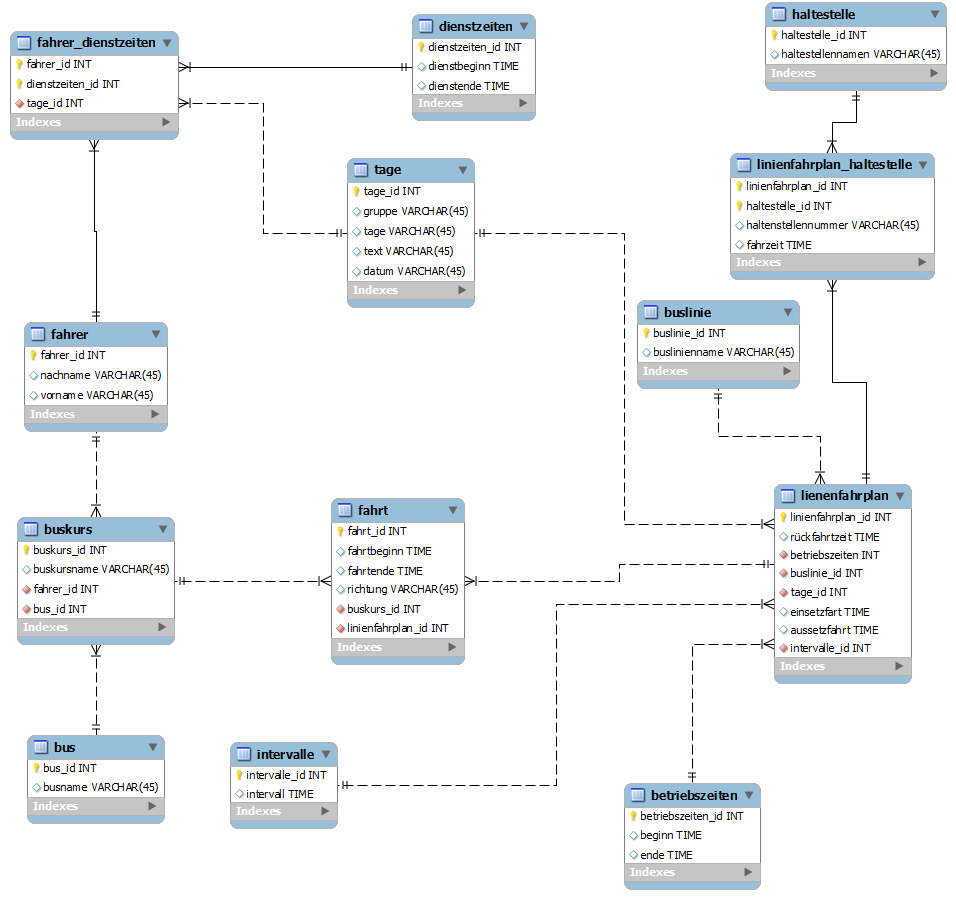 fahrer_dienstzeiten
fahrer_id INT
dienstzeiten_id INT
tage_id INT
Indexes
dienstzeiten
dienstzeiten_id INT
dienstbeginn TIME
dienstende TIME
Indexes
haltestelle
haltestelle_id INT
haltestellennamen VARCHAR(45)
Indexes
tage
tage_id INT
gruppe VARCHAR(45)
tage VARCHAR(45)
text VARCHAR(45)
datum VARCHAR(45)
Indexes
linienfahrplan_haltestelle
linienfahrplan_id INT
haltestelle_id INT
haltenstellennummer VARCHAR(45)
fahrzeit TIME
Indexes
fahrer
fahrer_id INT
nachname VARCHAR(45)
vorname VARCHAR(45)
Indexes
buslinie
buslinie_id INT
buslinienname VARCHAR(45)
Indexes
buskurs
buskurs_id INT
buskursname VARCHAR(45)
fahrer_id INT
bus_id INT
Indexes
fahrt
fahrt_id INT
fahrtbeginn TIME
fahrtende TIME
richtung VARCHAR(45)
buskurs_id INT
linienfahrplan_id INT
Indexes
lienenfahrplan
linienfahrplan_id INT
rückfahrtzeit TIME
betriebszeiten INT
buslinie_id INT
tage_id INT
einsetzfart TIME
aussetzfahrt TIME
intervalle_id INT
Indexes
bus
bus_id INT
busname VARCHAR(45)
Indexes
intervalle
intervalle_id INT
intervall TIME
Indexes
betriebszeiten
betriebszeiten_id INT
beginn TIME
ende TIME
Indexes